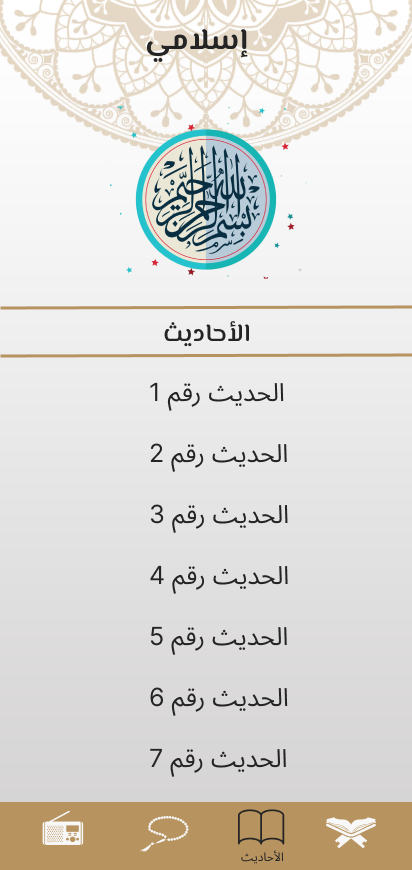 إسلامي
بسم الله الرحمن الرحيم
الأحاديث
الحديث رقم 1
الحديث رقم 2
الحديث رقم 3
الحديث رقم 4
الحديث رقم 5
الحديث رقم 6
الحديث رقم 7
الأحاديث